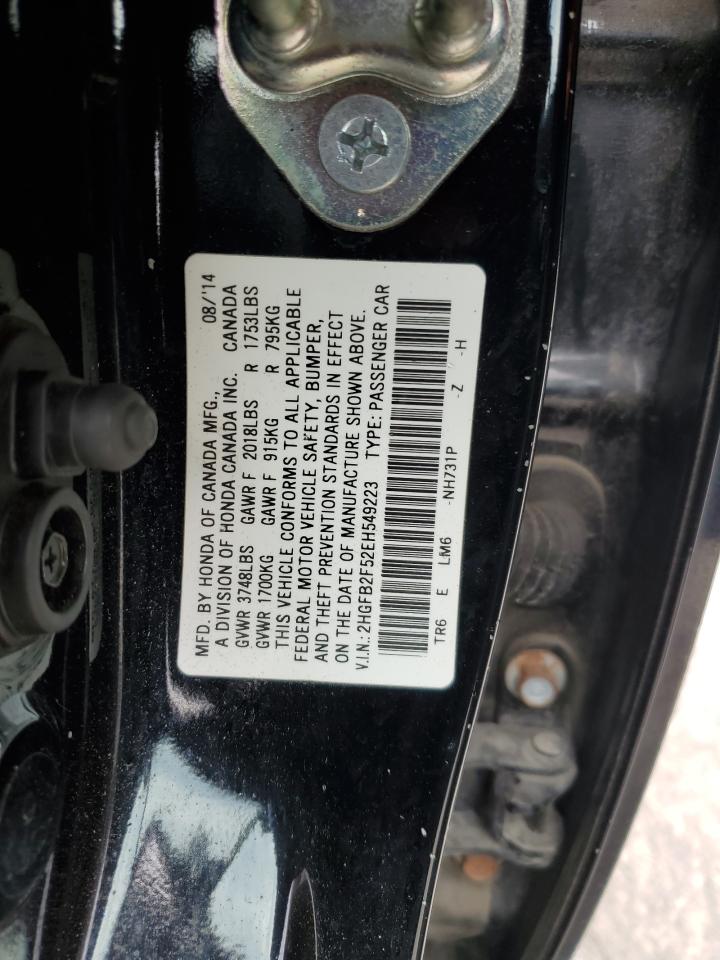 MFD. BY HONDA OF CANADA MFG., 08/'14
A DIVISION OF HONDA CANADA INC. CANADA
GVWR 3748LBS GAWR F 2018LBS R 1753LBS
GVWR 1700KG GAWR F 915KG R 795KG
THIS VEHICLE CONFORMS TO ALL APPLICABLE
FEDERAL MOTOR VEHICLE SAFETY, BUMPER,
AND THEFT PREVENTION STANDARDS IN EFFECT
ON THE DATE OF MANUFACTURE SHOWN ABOVE.
V.I.N.: 2HGFB2F52EH549223 TYPE: PASSENGER CAR
TR6 E LM6 -NH731P -Z -H